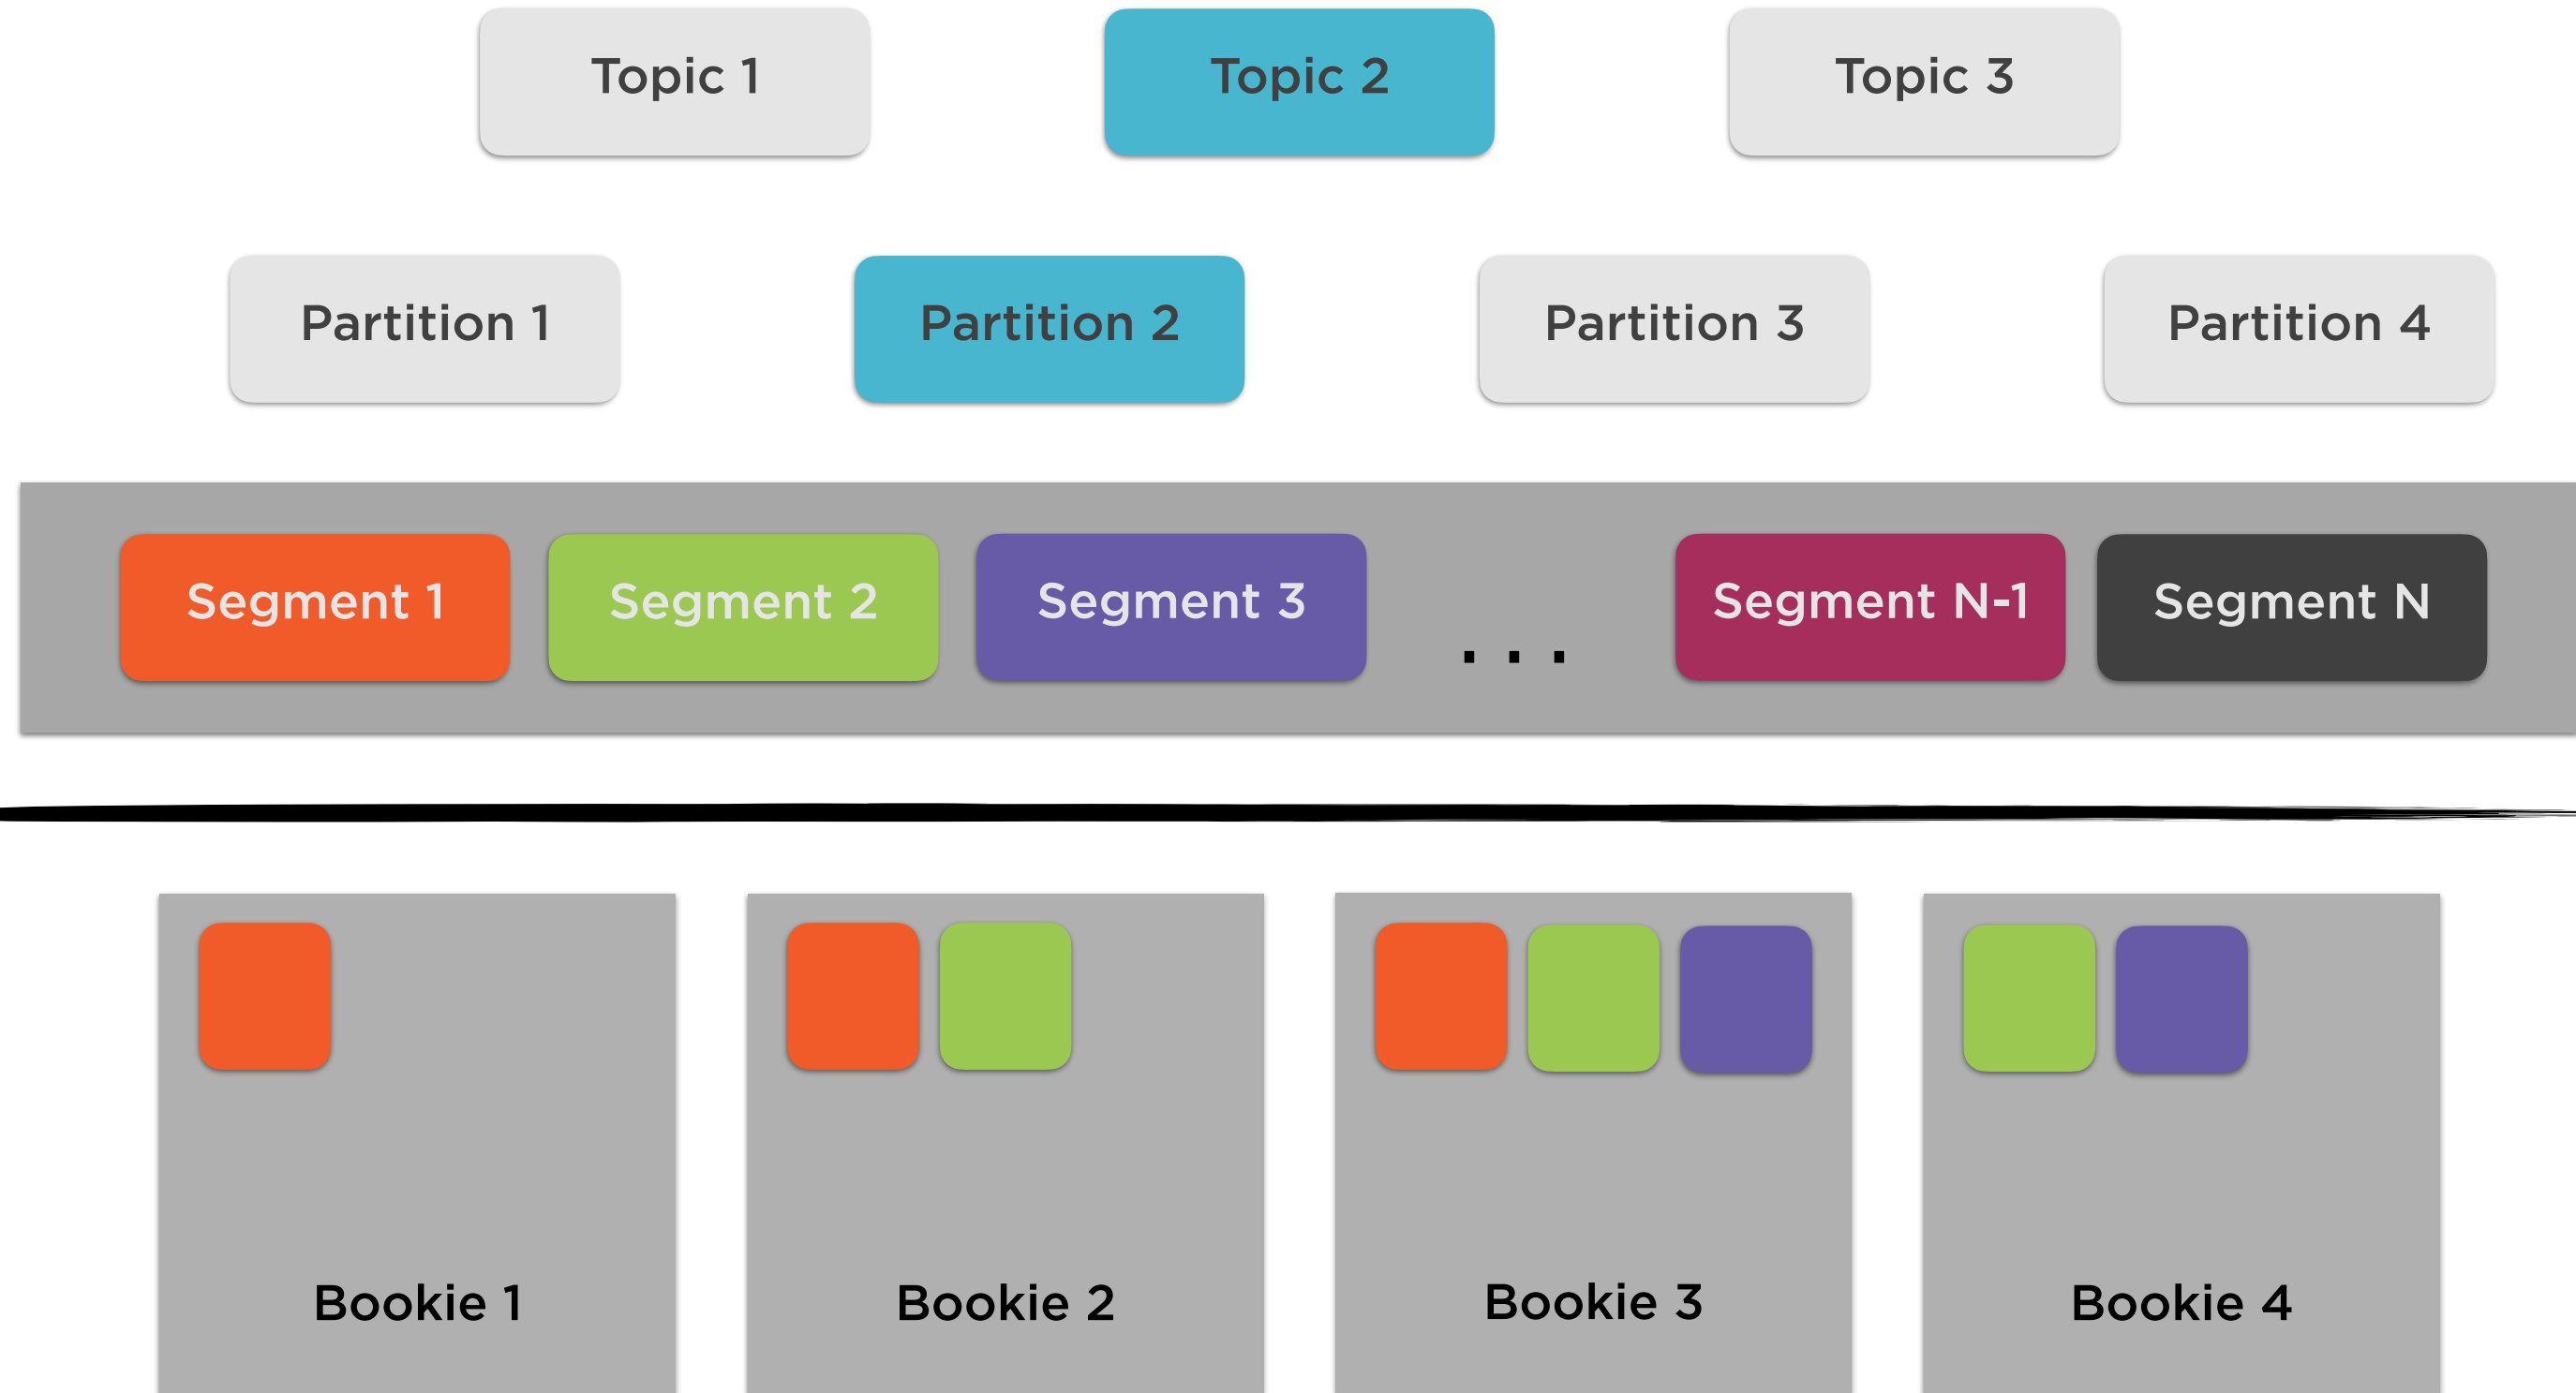 Topic 1
Topic 2
Topic 3
Partition 1
Partition 2
Partition 3
Partition 4
Segment 1
Segment 2
Segment 3
. . .
Segment N-1
Segment N
Bookie 1
Bookie 2
Bookie 3
Bookie 4